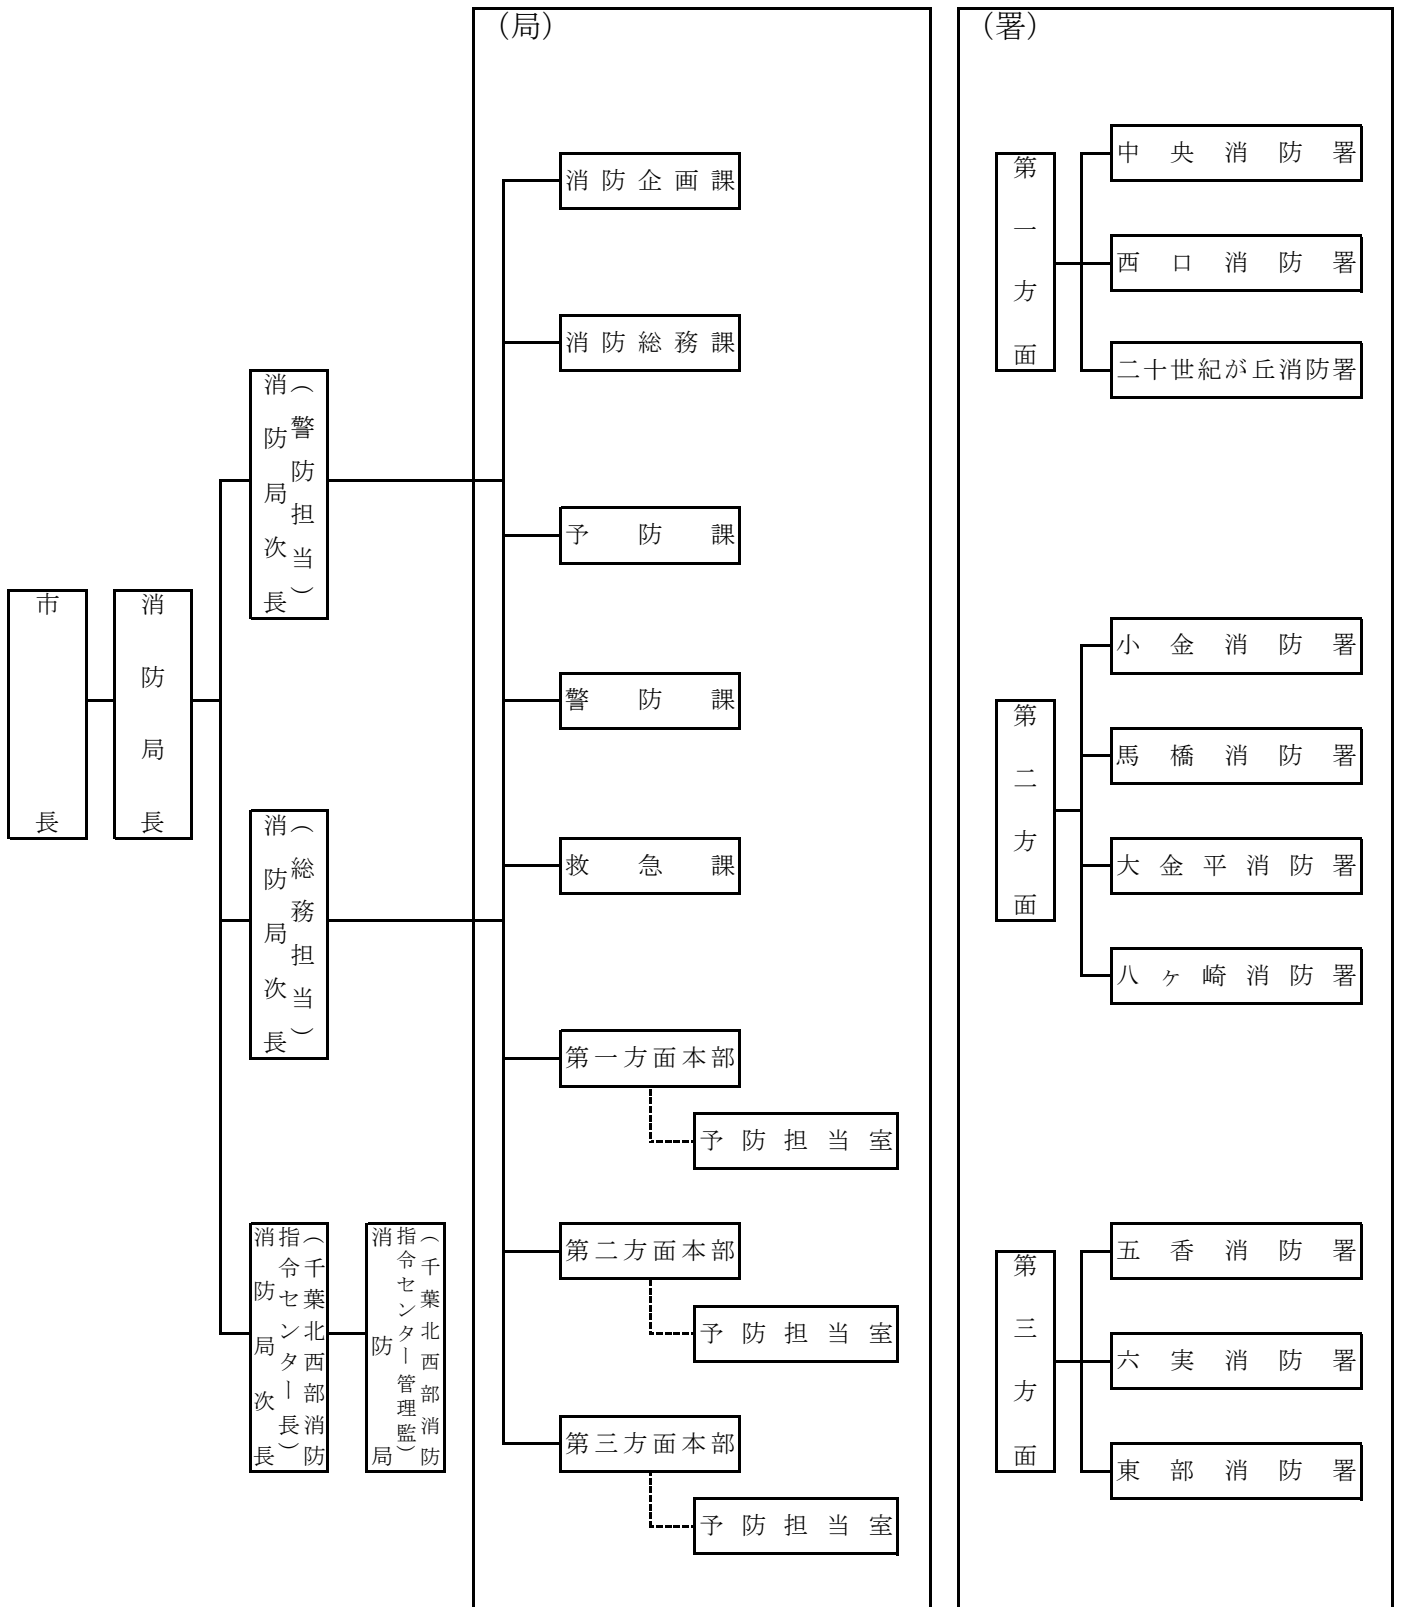 市長
消防局長
消防局次長
（警防担当）
消防局次長
（総務担当）
消防局次長
（千葉北西部消防
指令センター長）
消防局
（千葉北西部消防
指令センター管理監）
（局）
消防企画課
消防総務課
予防課
警防課
救急課
第一方面本部
予防担当室
第二方面本部
予防担当室
第三方面本部
予防担当室
（署）
第一方面
中央消防署
西口消防署
二十世紀が丘消防署
第二方面
小金消防署
馬橋消防署
大金平消防署
八ヶ崎消防署
第三方面
五香消防署
六実消防署
東部消防署